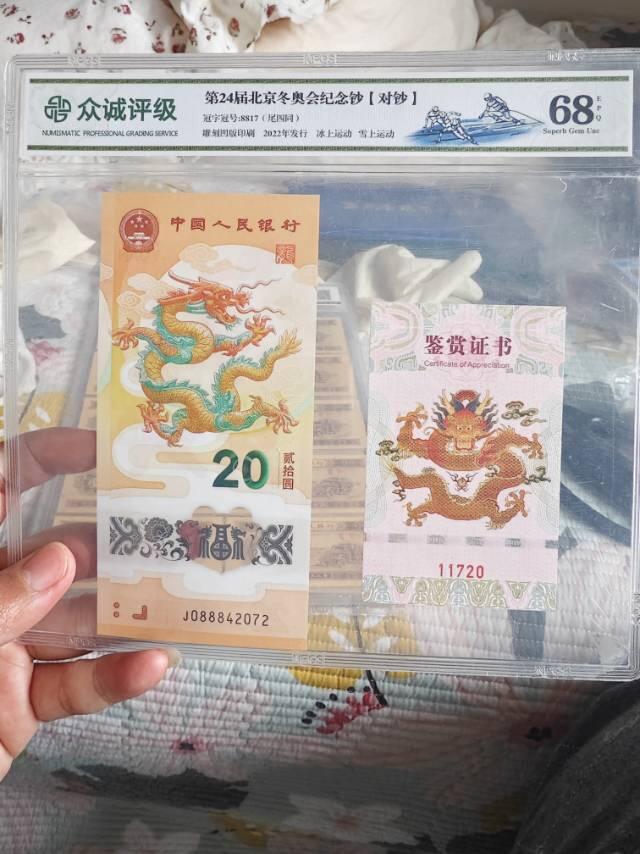 众诚评级
NUMISMATIC PROFESSIONAL GRADING SERVICE
第24届北京冬奥会纪念钞【对钞】
冠字冠号:8817（尾四同）
雕刻凹版印刷 2022年发行 冰上运动 雪上运动
68
EPQ
Superb Gem Unc
中国人民银行
20
贰拾圆
福
J088842072
鉴赏证书
Certificate of Appreciation
11720